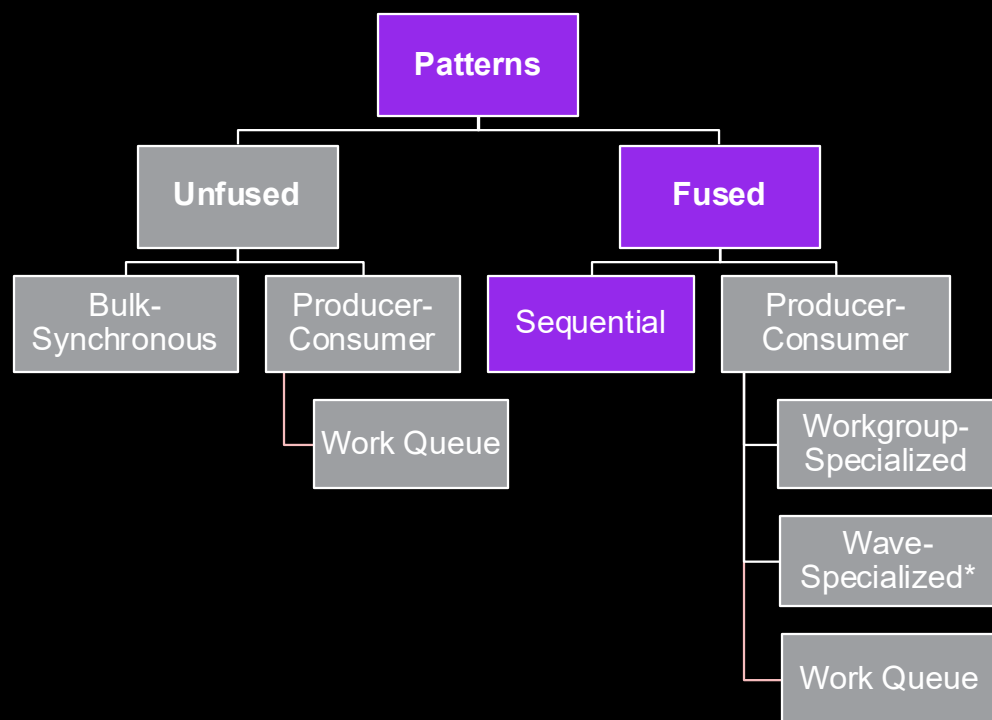 Patterns
Unfused
Fused
Bulk-
Synchronous
Producer-
Consumer
Sequential
Producer-
Consumer
Work Queue
Workgroup-
Specialized
Wave-
Specialized*
Work Queue